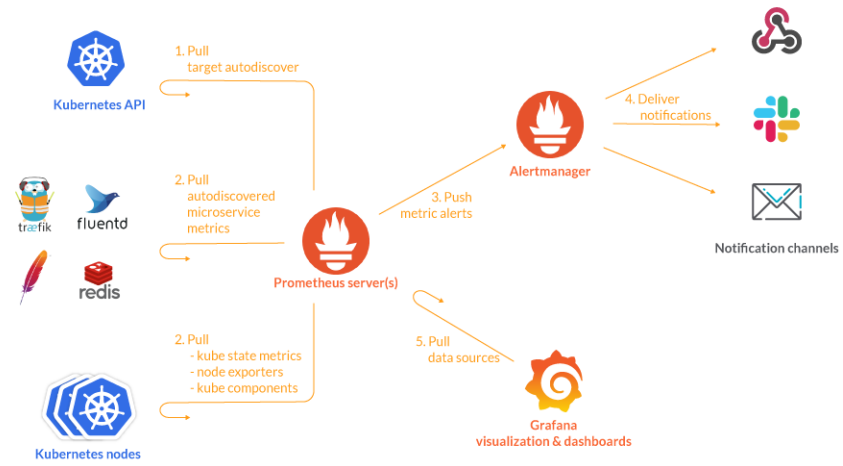 1. Pull
target autodiscover
Kubernetes API
4. Deliver
notifications
Alertmanager
2. Pull
autodiscovered
microservice
metrics
træfik
fluentd
3. Push
metric alerts
Notification channels
redis
Prometheus server(s)
2. Pull
- kube state metrics
- node exporters
- kube components
5. Pull
data sources
Grafana
visualization & dashboards
Kubernetes nodes